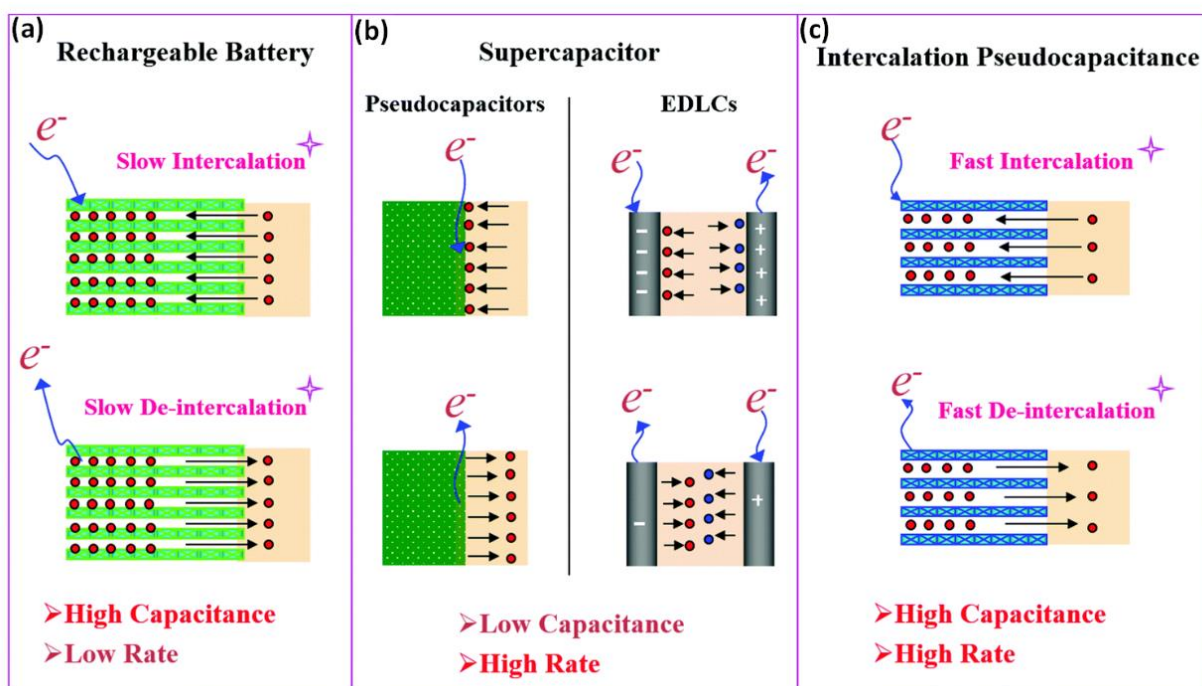 (a)
Rechargeable Battery
e-
Slow Intercalation
e-
Slow De-intercalation
➢High Capacitance
➢Low Rate
(b)
Supercapacitor
Pseudocapacitors
e-
e-
➢Low Capacitance
➢High Rate
EDLCs
e-
e-
−
−
−
−
+
+
+
+
e-
e-
−
+
(c)
Intercalation Pseudocapacitance
e-
Fast Intercalation
e-
Fast De-intercalation
➢High Capacitance
➢High Rate